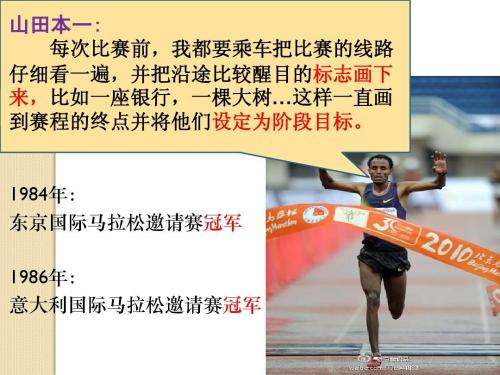 山田本一：
每次比赛前，我都要乘车把比赛的线路
仔细看一遍，并把沿途比较醒目的标志画下
来，比如一座银行，一棵大树…这样一直画
到赛程的终点并将他们设定为阶段目标。
1984年：
东京国际马拉松邀请赛冠军
1986年：
意大利国际马拉松邀请赛冠军
2010